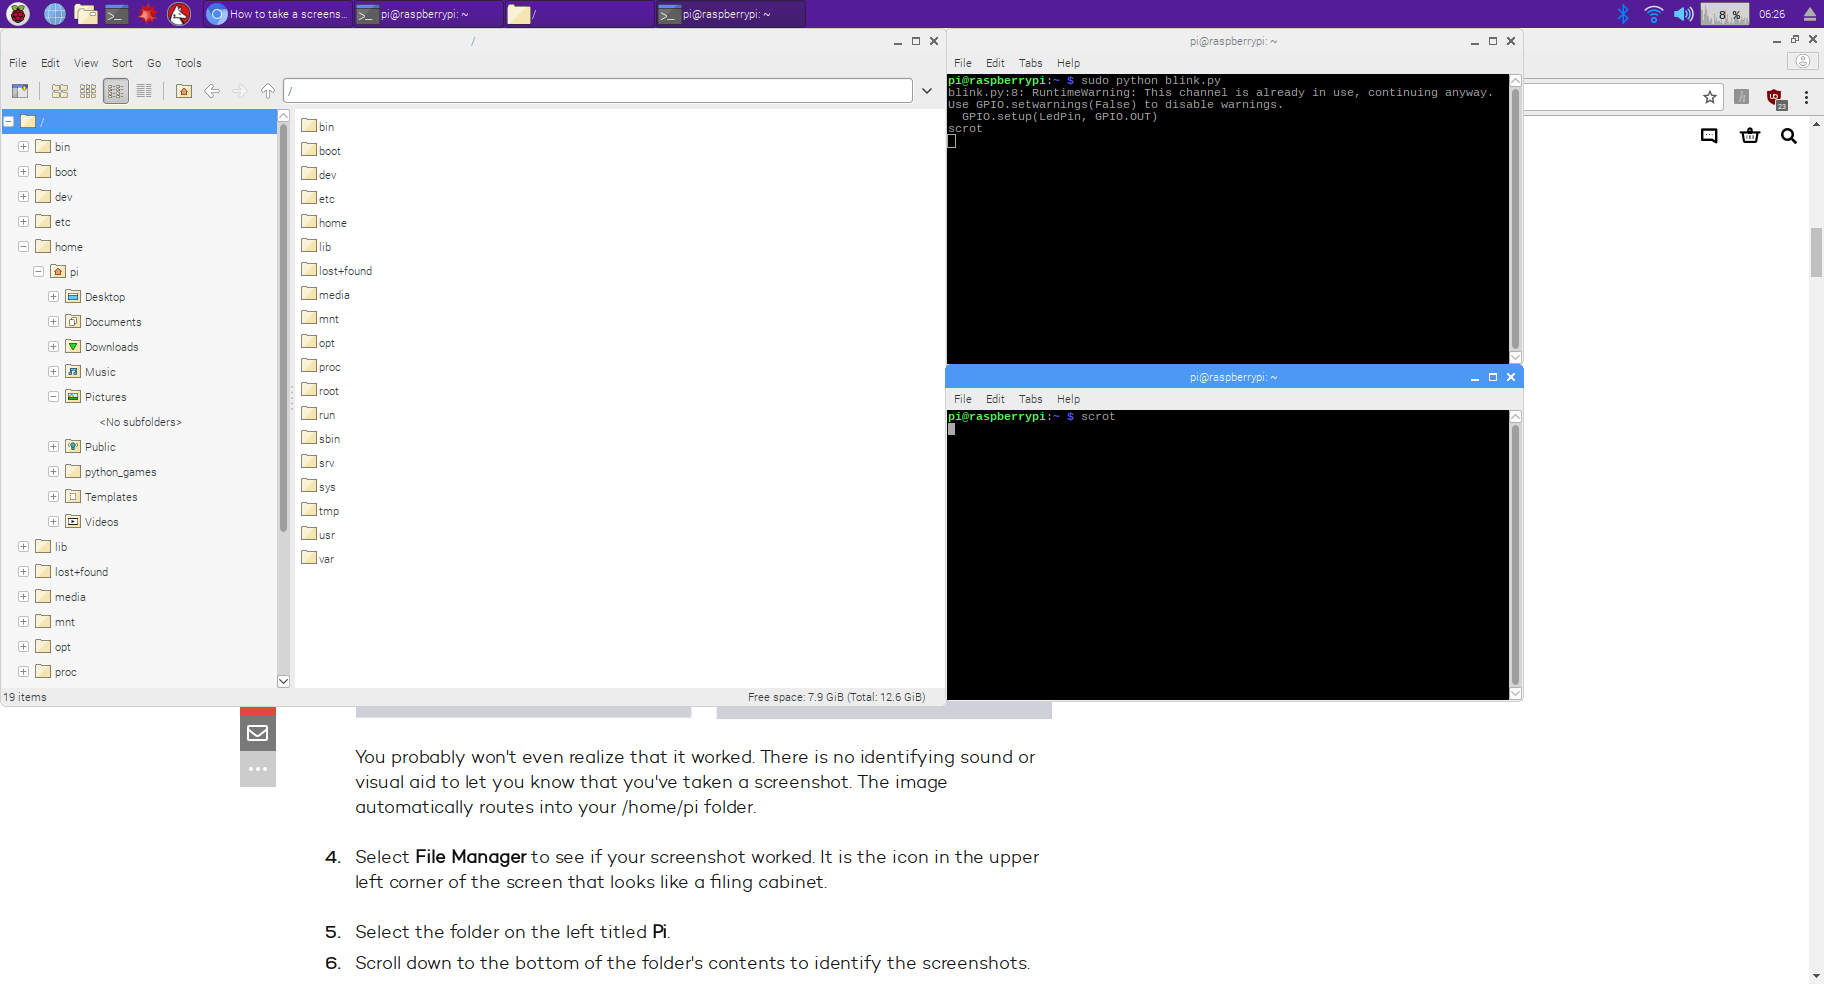 How to take a screens...
pi@raspberrypi: ~
/
pi@raspberrypi: ~
8 %
06:26
/
File Edit View Sort Go Tools
/
/
bin
boot
dev
etc
home
pi
Desktop
Documents
Downloads
Music
Pictures
<No subfolders>
Public
python_games
Templates
Videos
lib
lost+found
media
mnt
opt
proc
bin
boot
dev
etc
home
lib
lost+found
media
mnt
opt
proc
root
run
sbin
srv
sys
tmp
usr
var
19 items
Free space: 7.9 GiB (Total: 12.6 GiB)
pi@raspberrypi: ~
File Edit Tabs Help
pi@raspberrypi:~ $ sudo python blink.py
blink.py:8: RuntimeWarning: This channel is already in use, continuing anyway.
Use GPIO.setwarnings(False) to disable warnings.
  GPIO.setup(LedPin, GPIO.OUT)
scrot
pi@raspberrypi: ~
File Edit Tabs Help
pi@raspberrypi:~ $ scrot
23
You probably won't even realize that it worked. There is no identifying sound or
visual aid to let you know that you've taken a screenshot. The image
automatically routes into your /home/pi folder.
4. Select File Manager to see if your screenshot worked. It is the icon in the upper
left corner of the screen that looks like a filing cabinet.
5. Select the folder on the left titled Pi.
6. Scroll down to the bottom of the folder's contents to identify the screenshots.